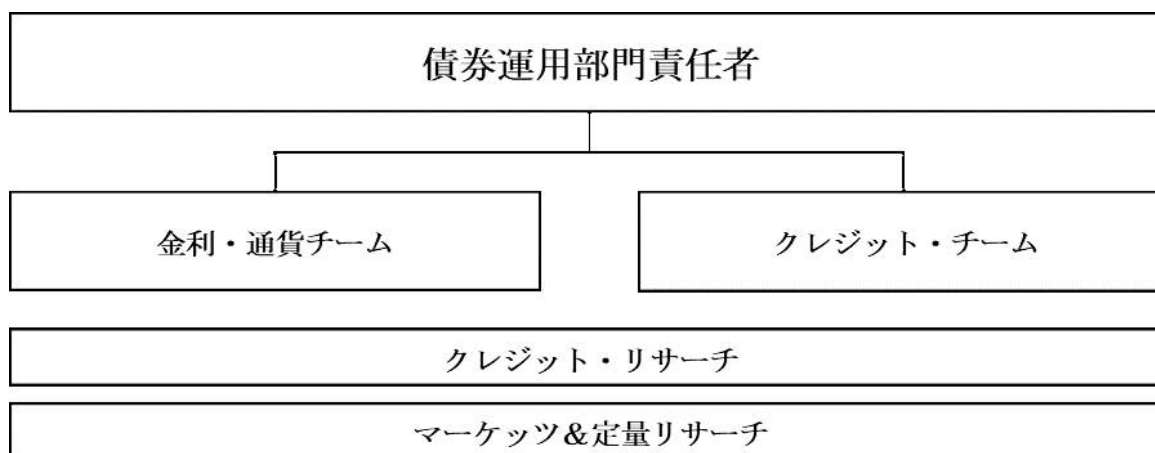 債券運用部門責任者
金利・通貨チーム
クレジット・チーム
クレジット・リサーチ
マーケッツ&定量リサーチ